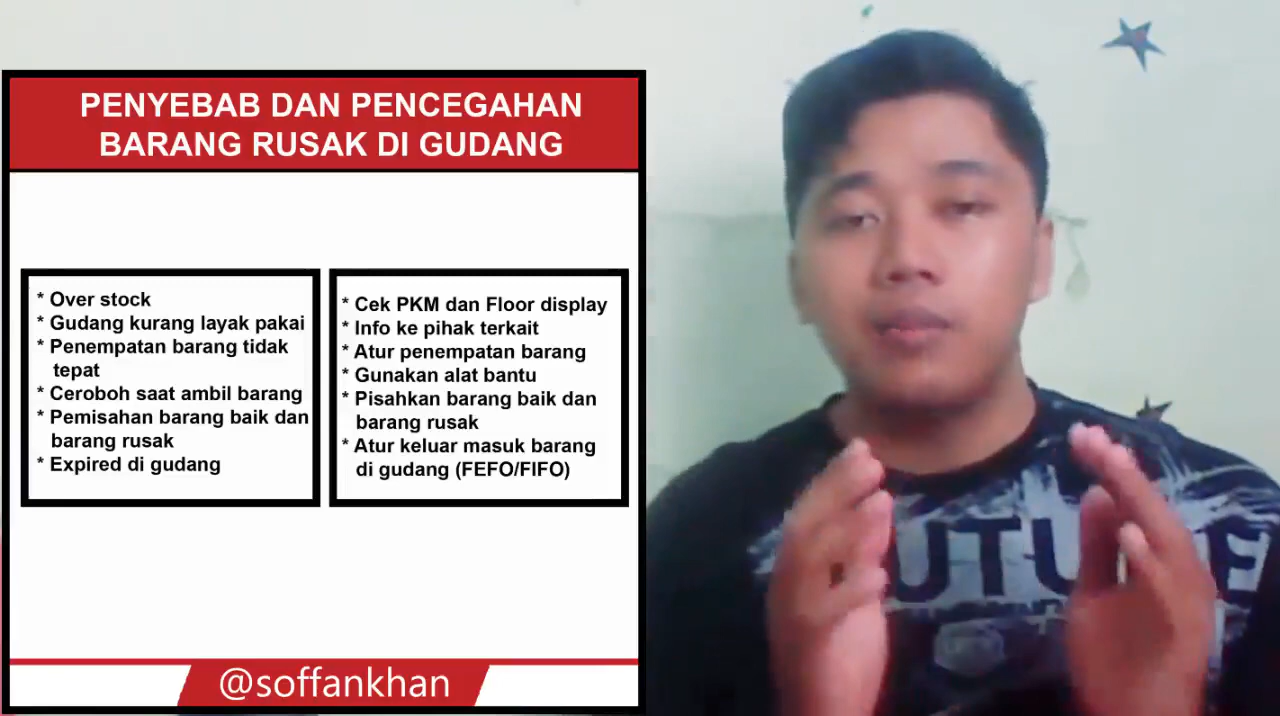 PENYEBAB DAN PENCEGAHAN
BARANG RUSAK DI GUDANG
* Over stock
* Gudang kurang layak pakai
* Penempatan barang tidak
tepat
* Ceroboh saat ambil barang
* Pemisahan barang baik dan
barang rusak
* Expired di gudang
* Cek PKM dan Floor display
* Info ke pihak terkait
* Atur penempatan barang
* Gunakan alat bantu
* Pisahkan barang baik dan
barang rusak
* Atur keluar masuk barang
di gudang (FEFO/FIFO)
@soffankhan